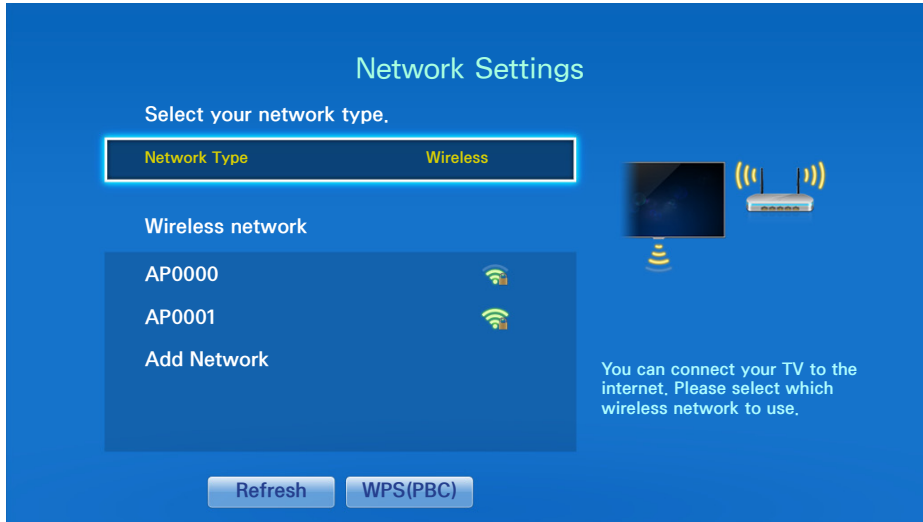 Network Settings
Select your network type.
Network Type Wireless
Wireless network
AP0000
AP0001
Add Network
You can connect your TV to the
internet. Please select which
wireless network to use.
Refresh WPS(PBC)